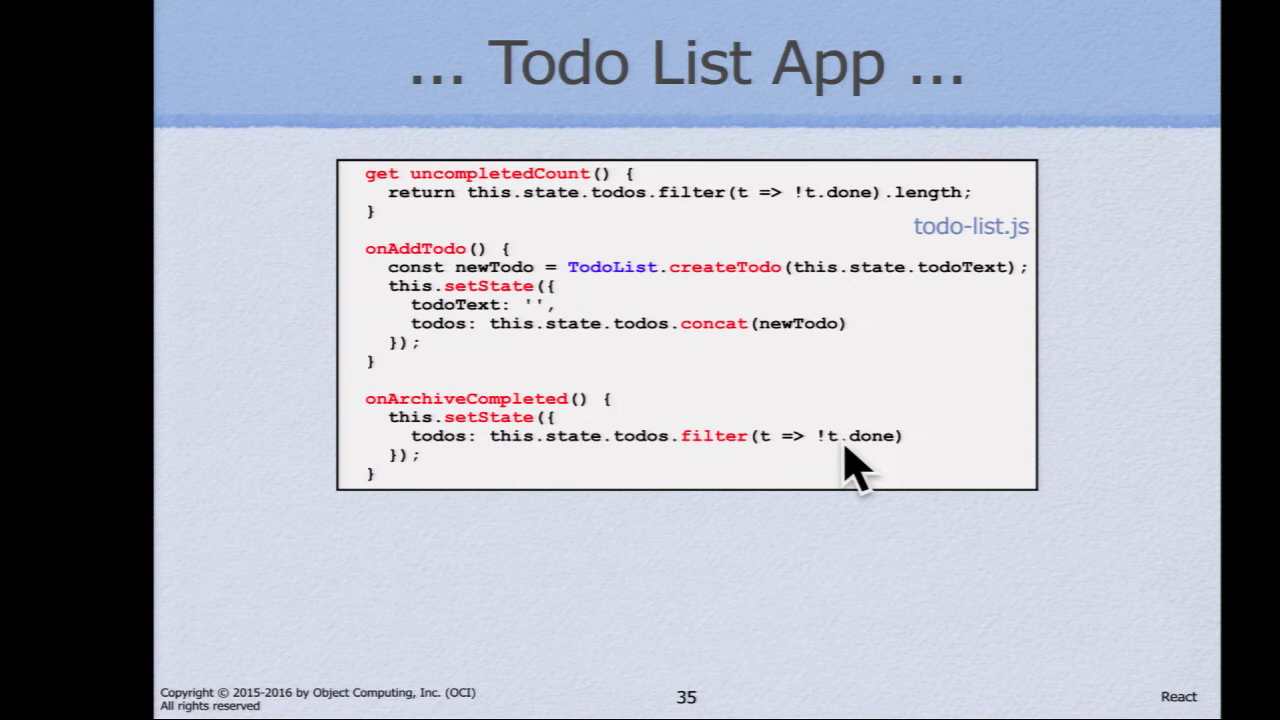 ... Todo List App ...
get uncompletedCount() {
return this.state.todos.filter(t => !t.done).length;
}
todo-list.js
onAddTodo() {
const newTodo = TodoList.createTodo(this.state.todoText);
this.setState({
todoText: '',
todos: this.state.todos.concat(newTodo)
});
}
onArchiveCompleted() {
this.setState({
todos: this.state.todos.filter(t => !t.done)
});
}
Copyright © 2015-2016 by Object Computing, Inc. (OCI)
All rights reserved
35
React